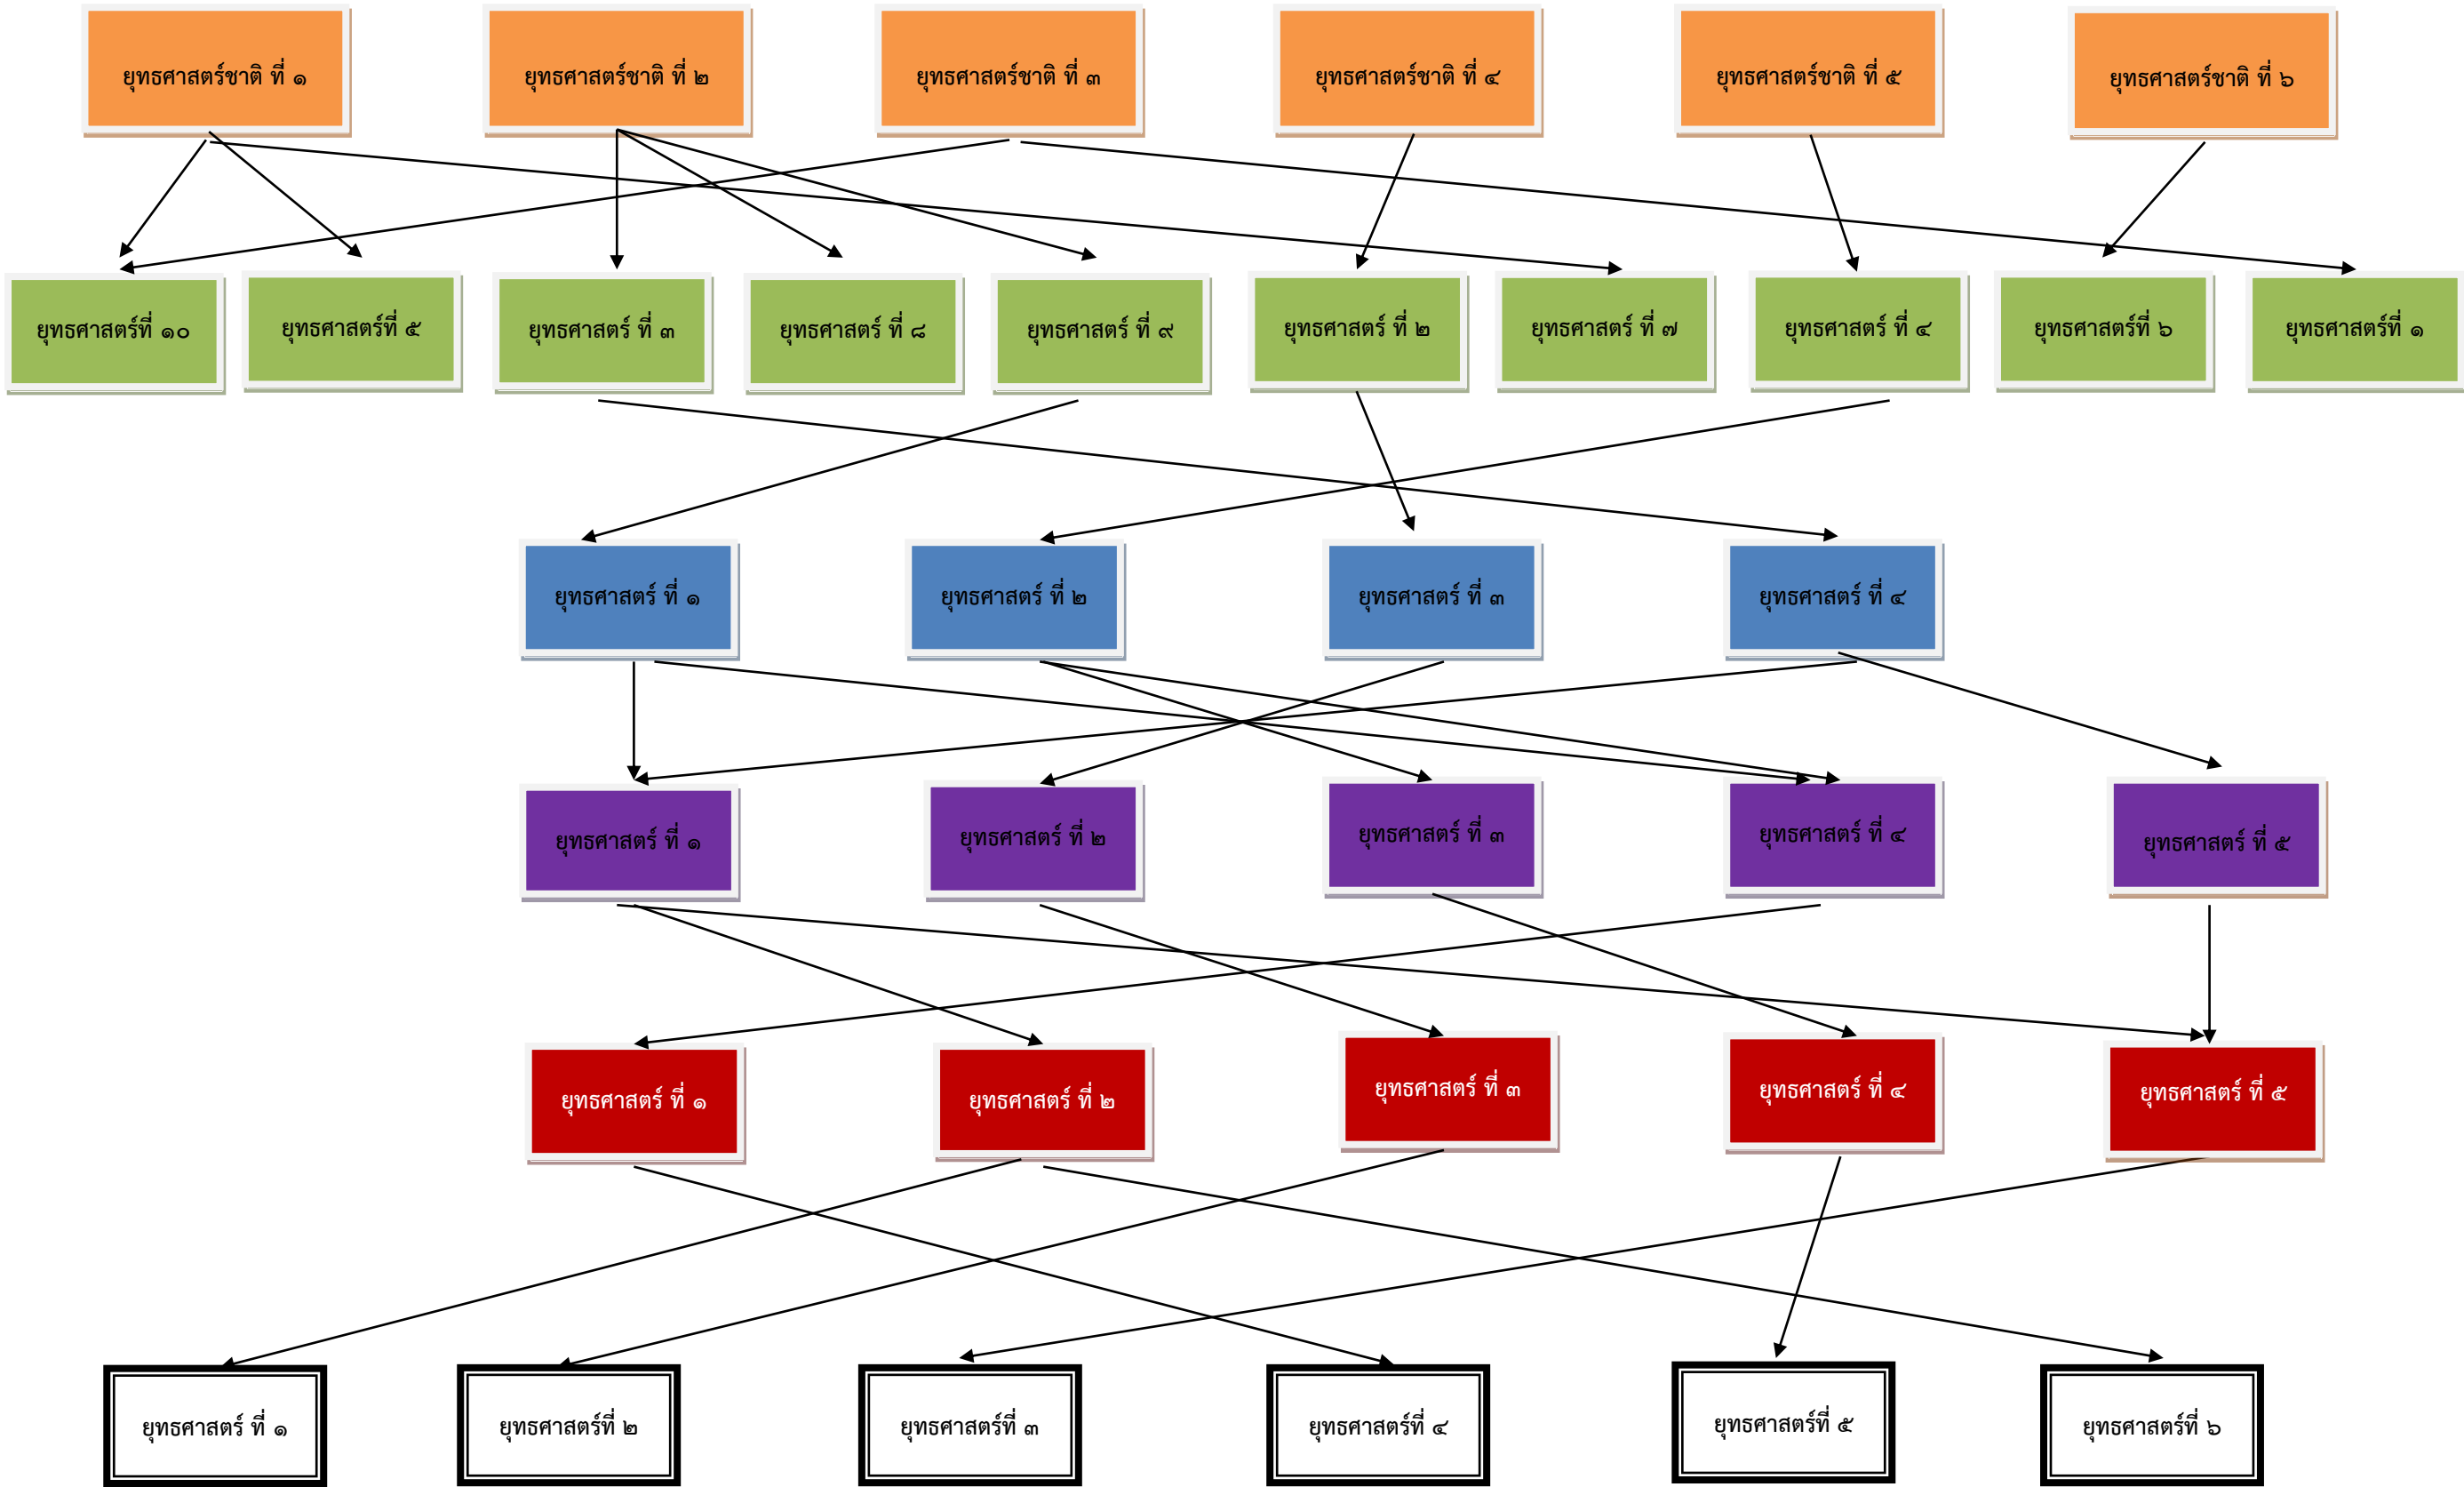 ยุทธศาสตร์ชาติ ที่ ๑
ยุทธศาสตร์ชาติ ที่ ๒
ยุทธศาสตร์ชาติ ที่ ๓
ยุทธศาสตร์ชาติ ที่ ๔
ยุทธศาสตร์ชาติ ที่ ๕
ยุทธศาสตร์ชาติ ที่ ๖
ยุทธศาสตร์ที่ ๑๐
ยุทธศาสตร์ที่ ๕
ยุทธศาสตร์ ที่ ๓
ยุทธศาสตร์ ที่ ๘
ยุทธศาสตร์ ที่ ๙
ยุทธศาสตร์ ที่ ๒
ยุทธศาสตร์ ที่ ๗
ยุทธศาสตร์ ที่ ๔
ยุทธศาสตร์ที่ ๖
ยุทธศาสตร์ที่ ๑
ยุทธศาสตร์ ที่ ๑
ยุทธศาสตร์ ที่ ๒
ยุทธศาสตร์ ที่ ๓
ยุทธศาสตร์ ที่ ๔
ยุทธศาสตร์ ที่ ๑
ยุทธศาสตร์ ที่ ๒
ยุทธศาสตร์ ที่ ๓
ยุทธศาสตร์ ที่ ๔
ยุทธศาสตร์ ที่ ๕
ยุทธศาสตร์ ที่ ๑
ยุทธศาสตร์ ที่ ๒
ยุทธศาสตร์ ที่ ๓
ยุทธศาสตร์ ที่ ๔
ยุทธศาสตร์ ที่ ๕
ยุทธศาสตร์ ที่ ๑
ยุทธศาสตร์ที่ ๒
ยุทธศาสตร์ที่ ๓
ยุทธศาสตร์ที่ ๔
ยุทธศาสตร์ที่ ๕
ยุทธศาสตร์ที่ ๖